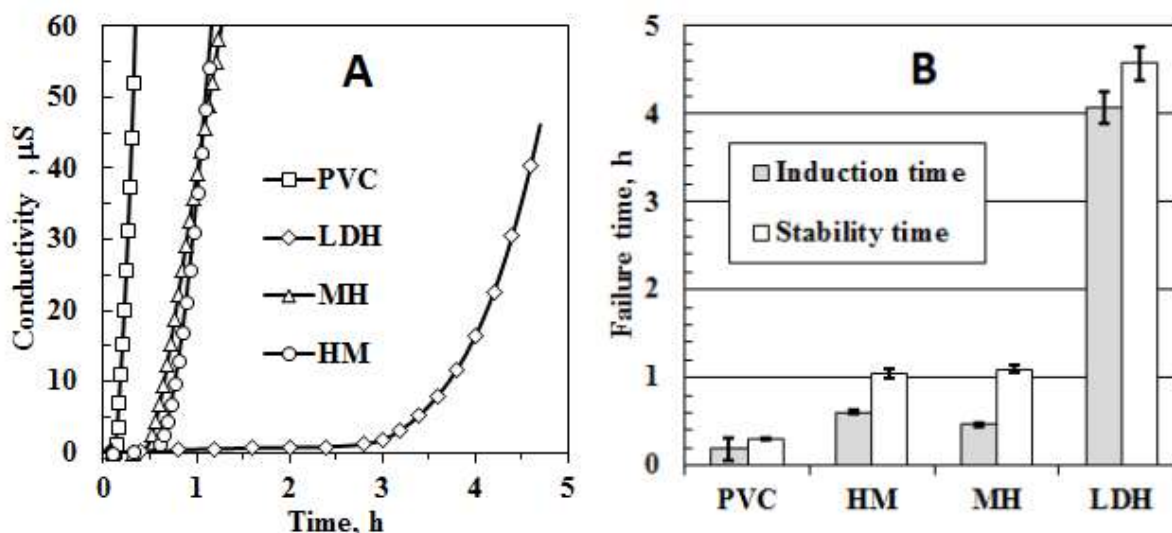 A
60
50
40
30
20
10
0
Conductivity , µS
PVC
LDH
MH
HM
0 1 2 3 4 5
Time, h
B
5
4
3
2
1
0
Failure time, h
Induction time
Stability time
PVC HM MH LDH